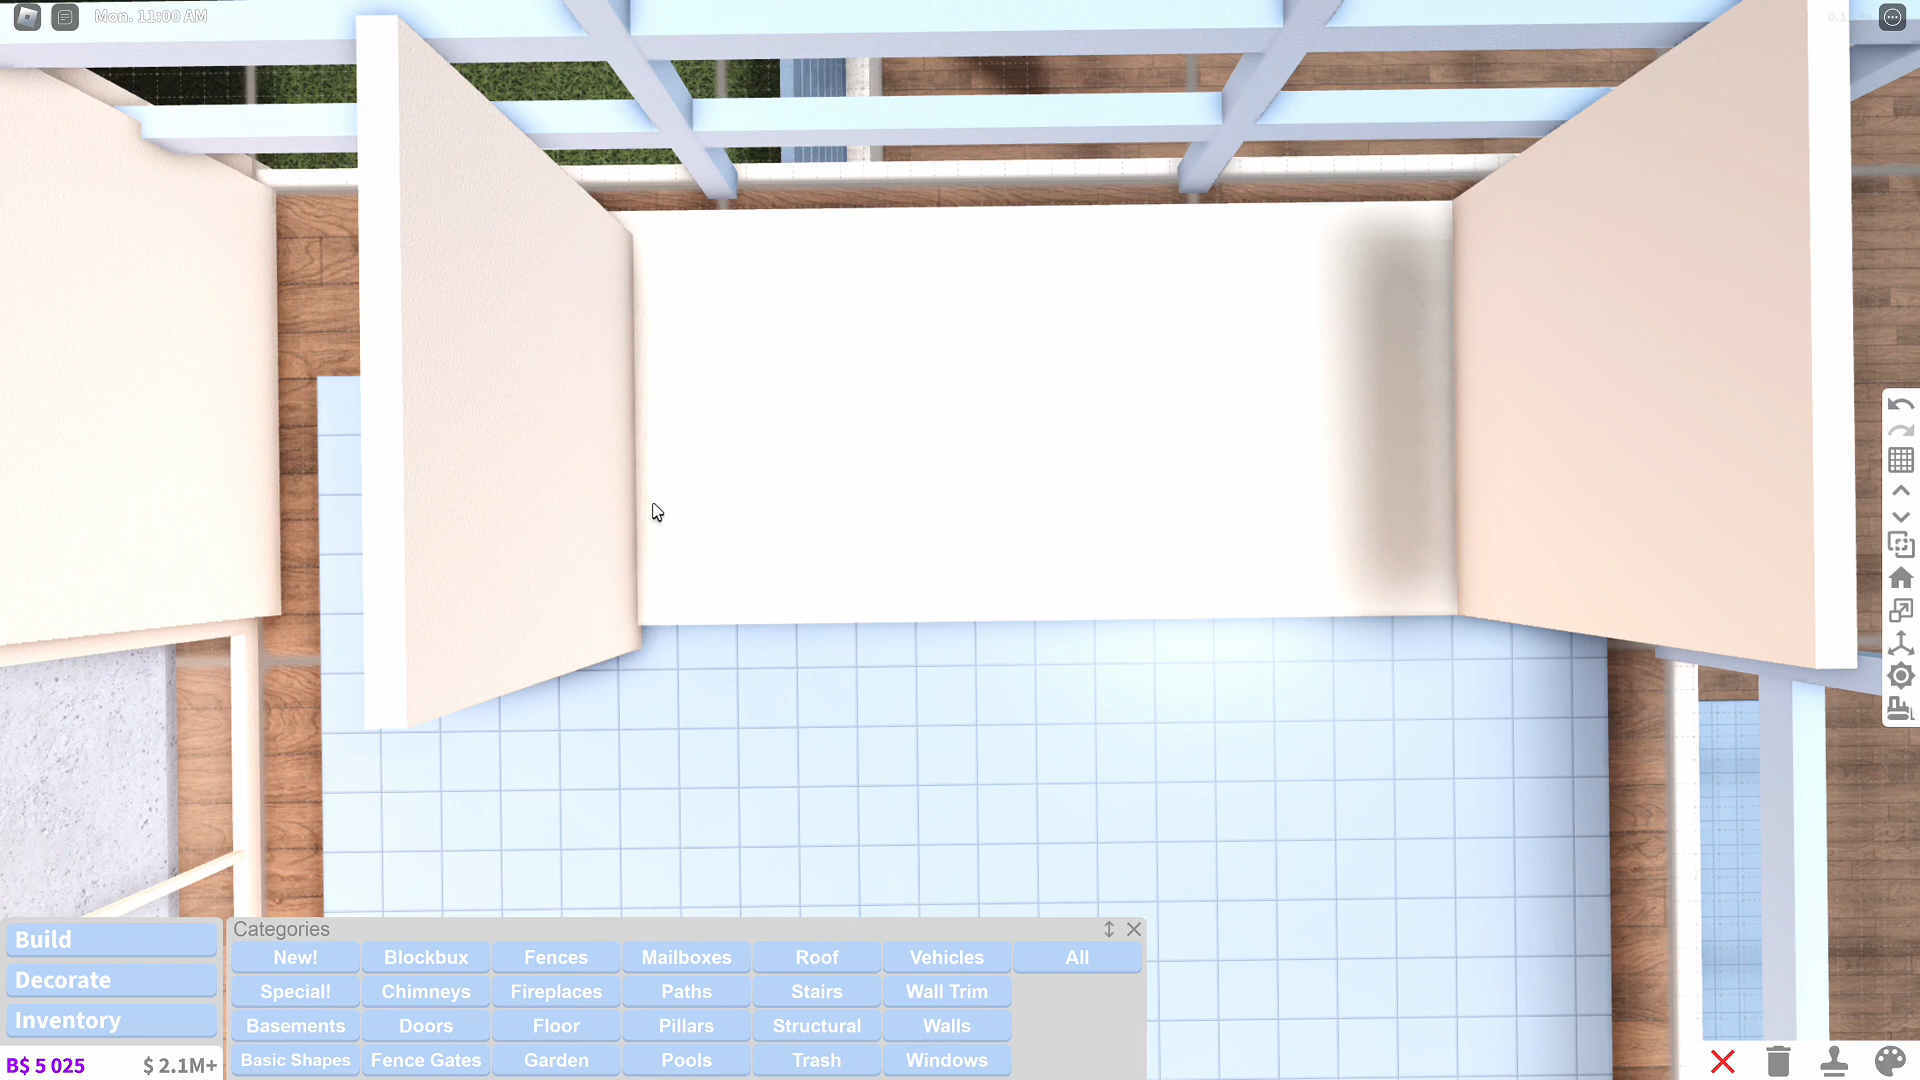 Mon. 11:00 AM
Build
Decorate
Inventory
B$ 5 025
$ 2.1M+
Categories
New! Blockbux Fences Mailboxes Roof Vehicles All
Special! Chimneys Fireplaces Paths Stairs Wall Trim
Basements Doors Floor Pillars Structural Walls
Basic Shapes Fence Gates Garden Pools Trash Windows